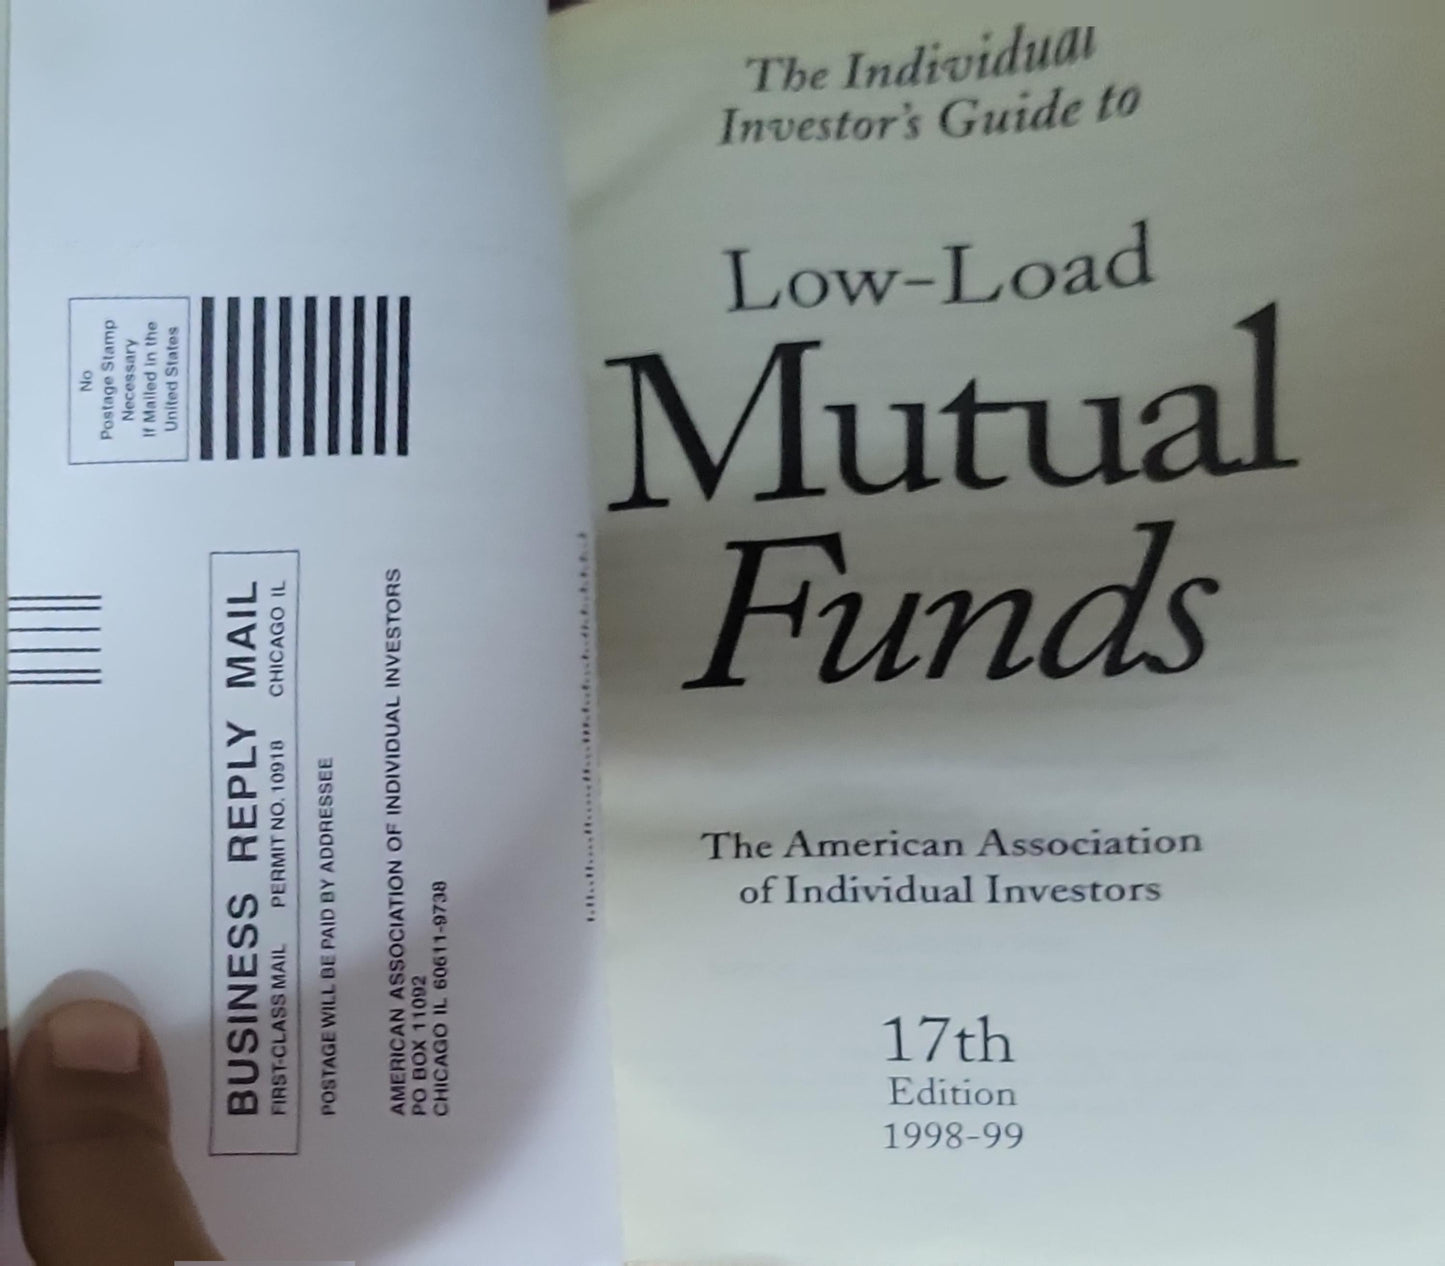 No
Postage Stamp
Necessary
If Mailed in the
United States
BUSINESS REPLY MAIL
FIRST-CLASS MAIL PERMIT NO. 10918 CHICAGO IL
POSTAGE WILL BE PAID BY ADDRESSEE
AMERICAN ASSOCIATION OF INDIVIDUAL INVESTORS
PO BOX 11092
CHICAGO IL 60611-9738
The Individual
Investor's Guide to
Low-Load
Mutual
Funds
The American Association
of Individual Investors
17th
Edition
1998-99